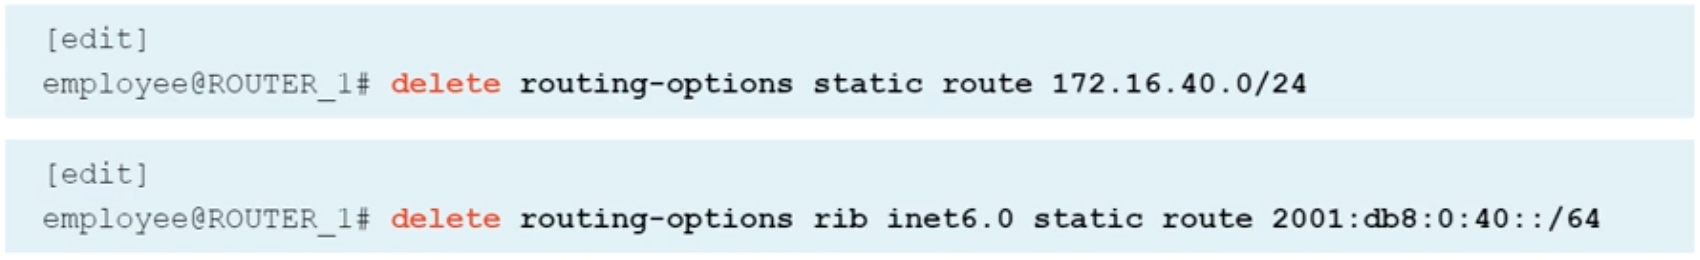 [edit]
employee@ROUTER_1# delete routing-options static route 172.16.40.0/24
[edit]
employee@ROUTER_1# delete routing-options rib inet6.0 static route 2001:db8:0:40::/64